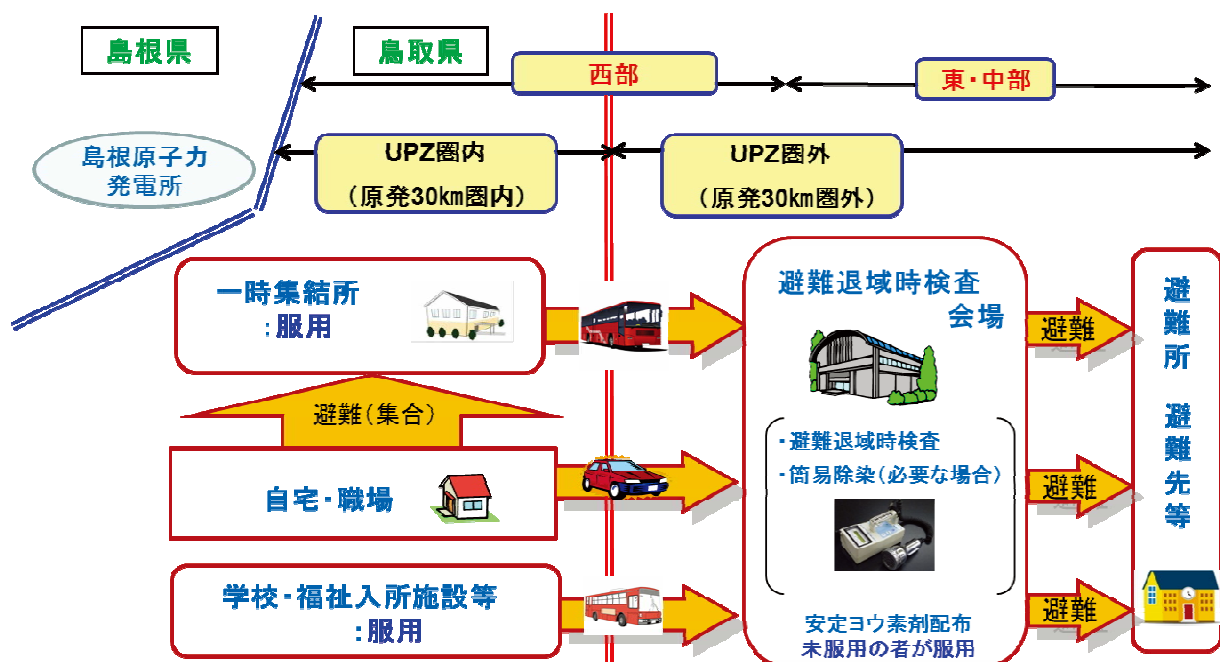 島根県
鳥取県
西部
東・中部
島根原子力
発電所
UPZ圏内
(原発30km圏内)
UPZ圏外
(原発30km圏外)
一時集結所
:服用
避難(集合)
自宅・職場
学校・福祉入所施設等
:服用
避難退域時検査
会場
・避難退域時検査
・簡易除染(必要な場合)
安定ヨウ素剤配布
未服用の者が服用
避難
避難
避難
避難所 避難先等